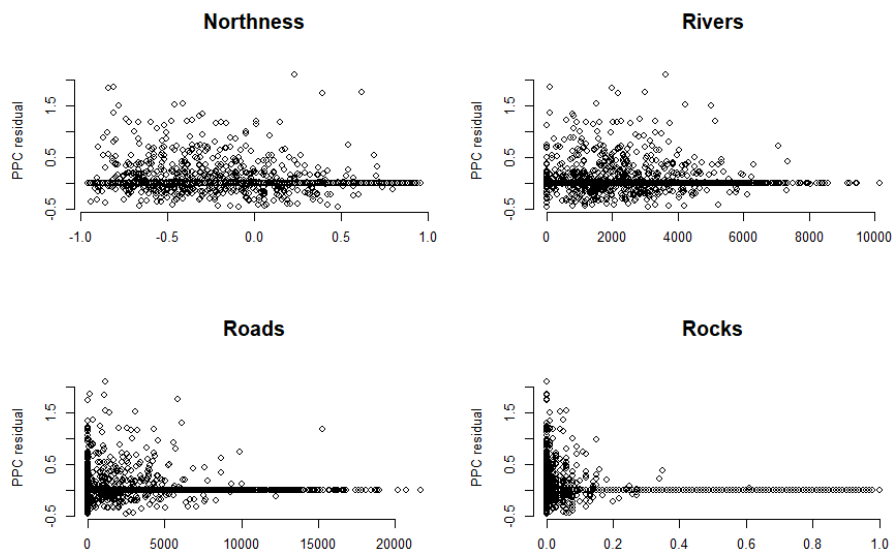 Northness
Rivers
PPC residual
-0.5 0.5 1.5
-1.0 -0.5 0.0 0.5 1.0
PPC residual
-0.5 0.5 1.5
0 2000 4000 6000 8000 10000
Roads
Rocks
PPC residual
-0.5 0.5 1.5
0 5000 10000 15000 20000
PPC residual
-0.5 0.5 1.5
0.0 0.2 0.4 0.6 0.8 1.0